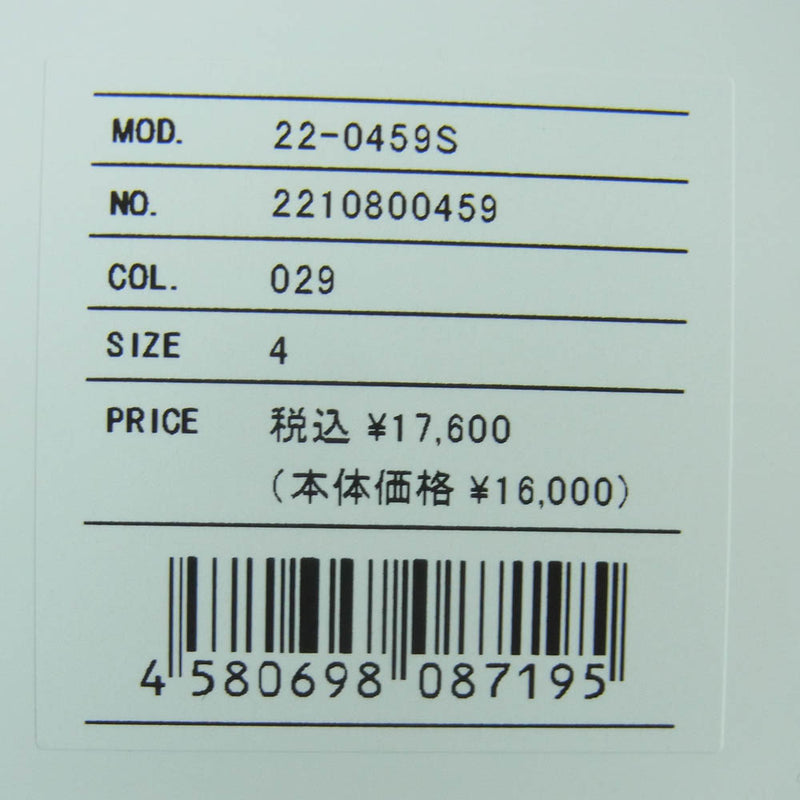 MOD. 22-0459S
NO. 2210800459
COL. 029
SIZE 4
PRICE 税込 ¥17,600
(本体価格 ¥16,000)
4 580698 087195